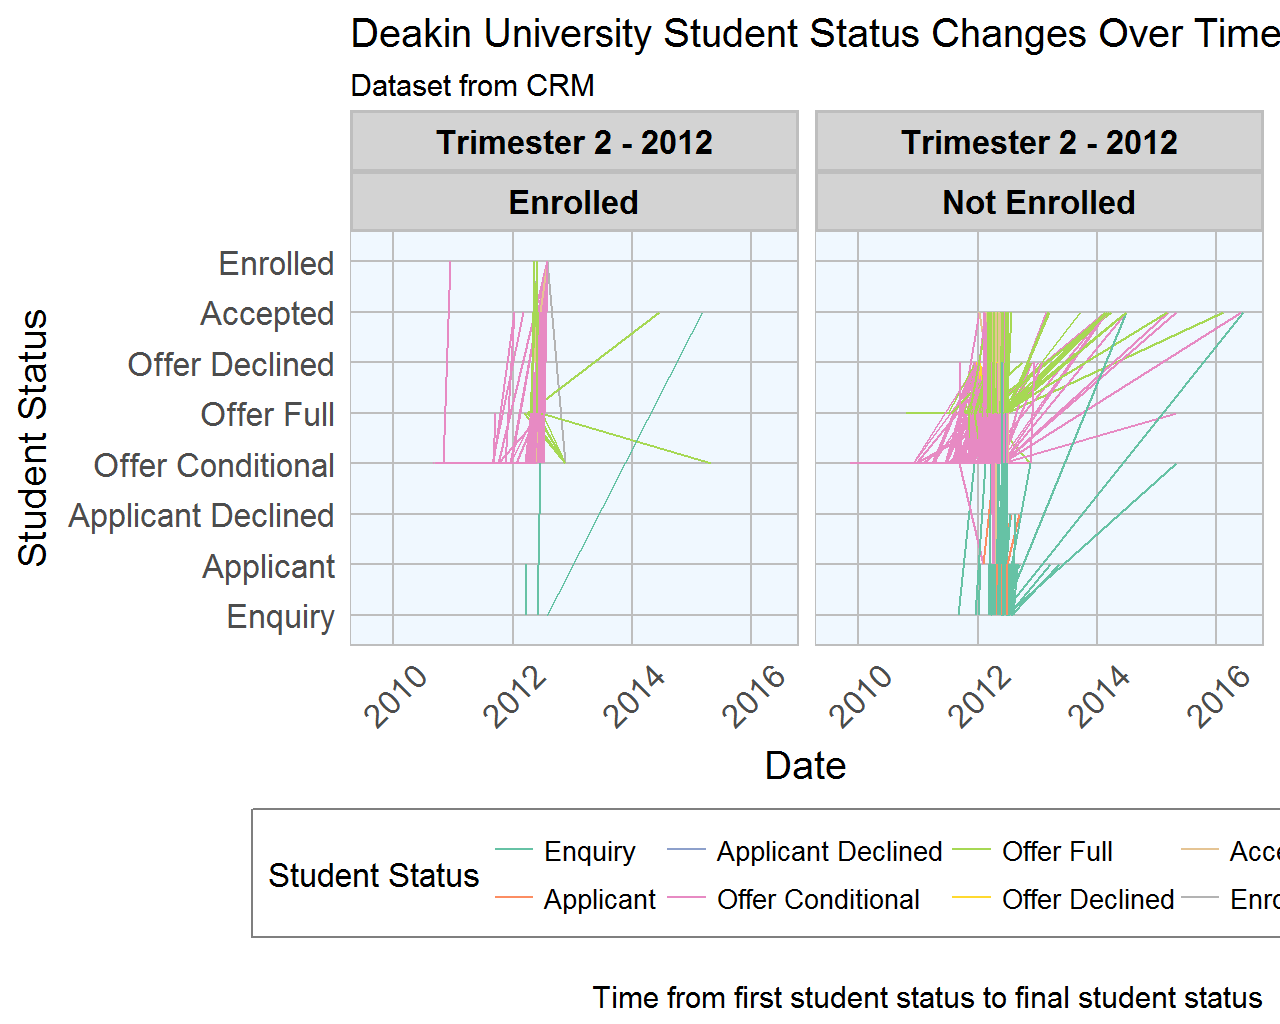 Deakin University Student Status Changes Over Time
Dataset from CRM
Trimester 2 - 2012
Trimester 2 - 2012
Enrolled
Not Enrolled
Student Status
Enrolled
Accepted
Offer Declined
Offer Full
Offer Conditional
Applicant Declined
Applicant
Enquiry
2010
2012
2014
2016
2010
2012
2014
2016
Date
Student Status
Enquiry
Applicant Declined
Offer Full
Applicant
Offer Conditional
Offer Declined
Time from first student status to final student status